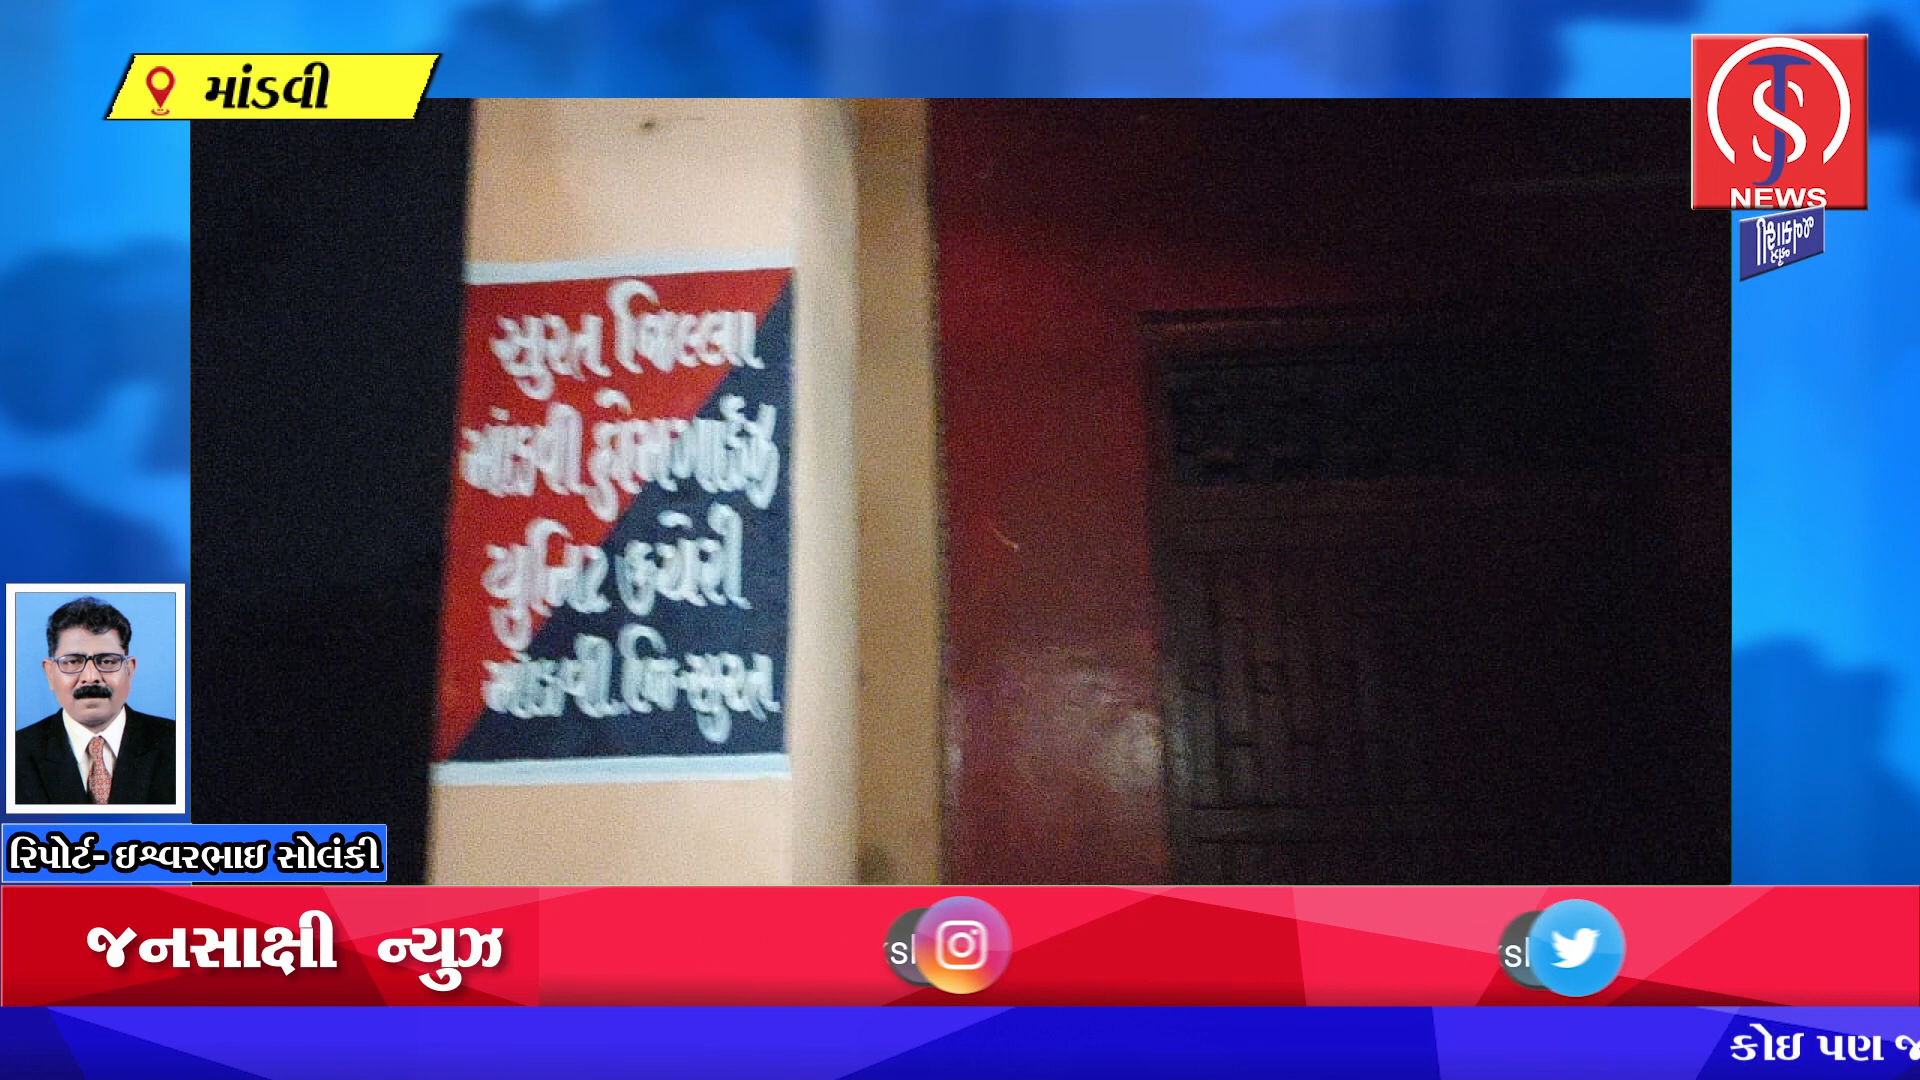 માંડવી
NEWS
સુરત જિલ્લા
માંડવી હોમગાર્ડઝ
યુનિટ કચેરી
માંડવી. જિ-સુરત
રિપોર્ટ- ઇશ્વરભાઇ સોલંકી
જનસાક્ષી ન્યુઝ
કોઇ પણ